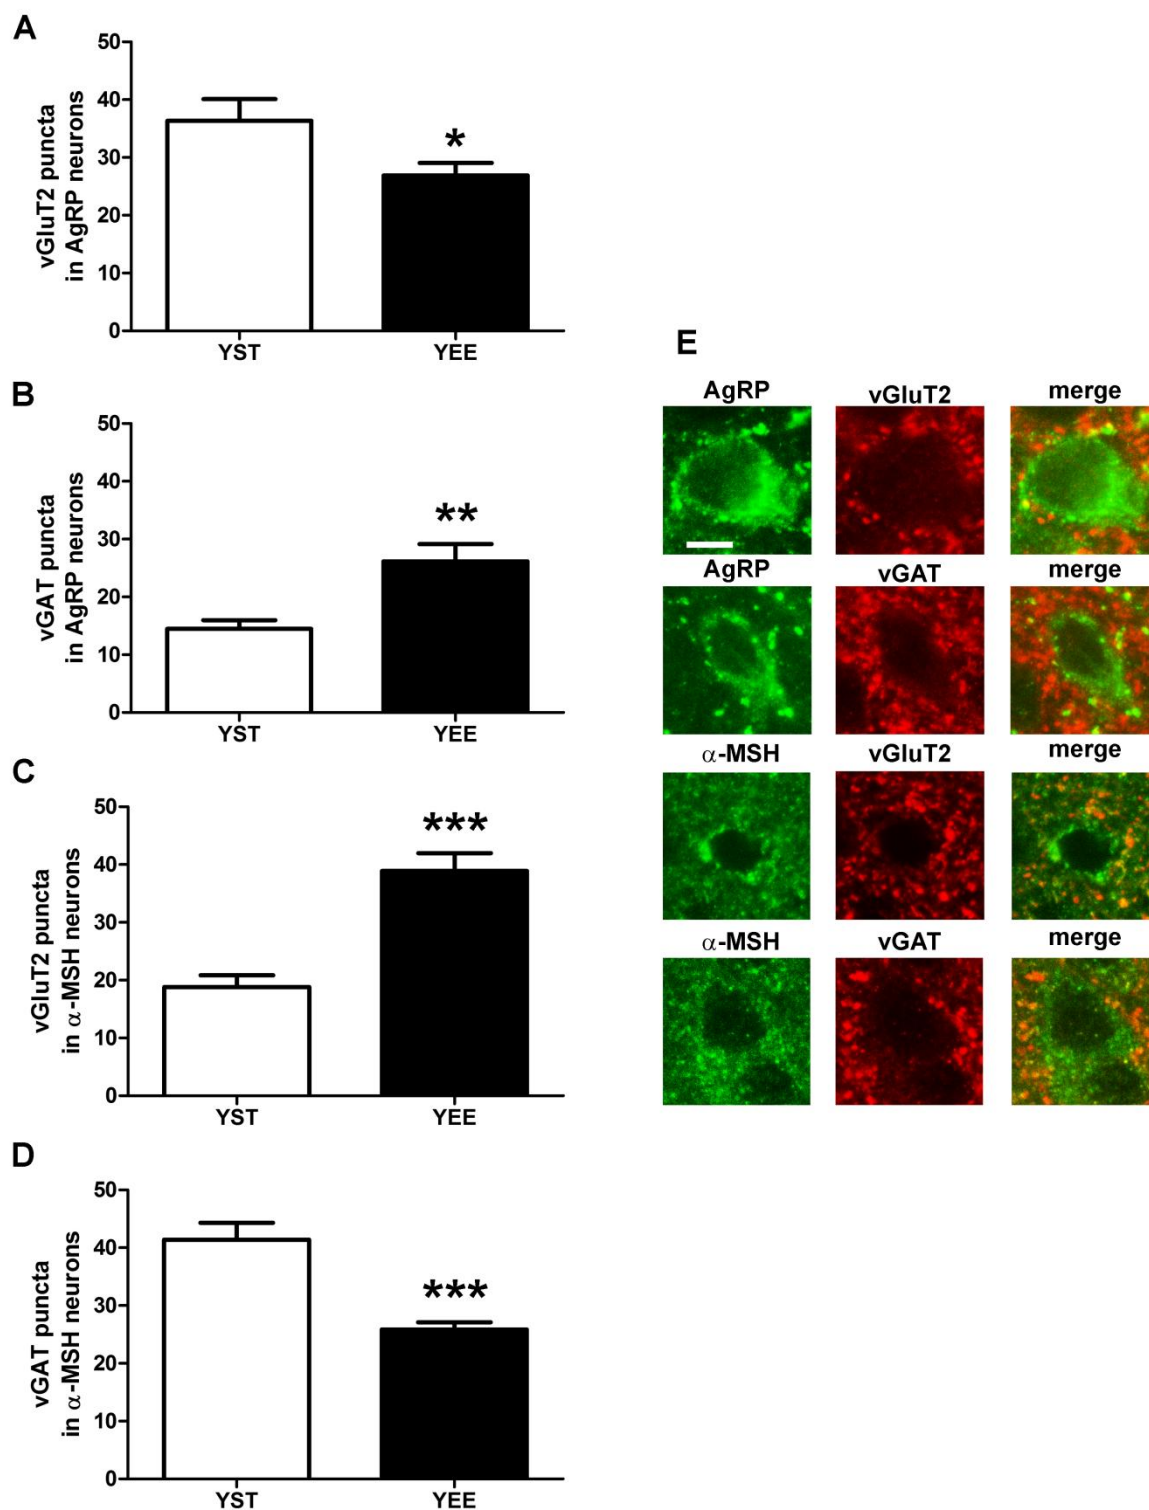 A
50
40
30
20
10
0
vGluT2 puncta
in AgRP neurons
*
YST
YEE
B
50
40
30
20
10
0
vGAT puncta
in AgRP neurons
**
YST
YEE
C
50
40
30
20
10
0
vGluT2 puncta
in α-MSH neurons
***
YST
YEE
D
50
40
30
20
10
0
vGAT puncta
in α-MSH neurons
***
YST
YEE
E
AgRP vGluT2 merge
AgRP vGAT merge
α-MSH vGluT2 merge
α-MSH vGAT merge